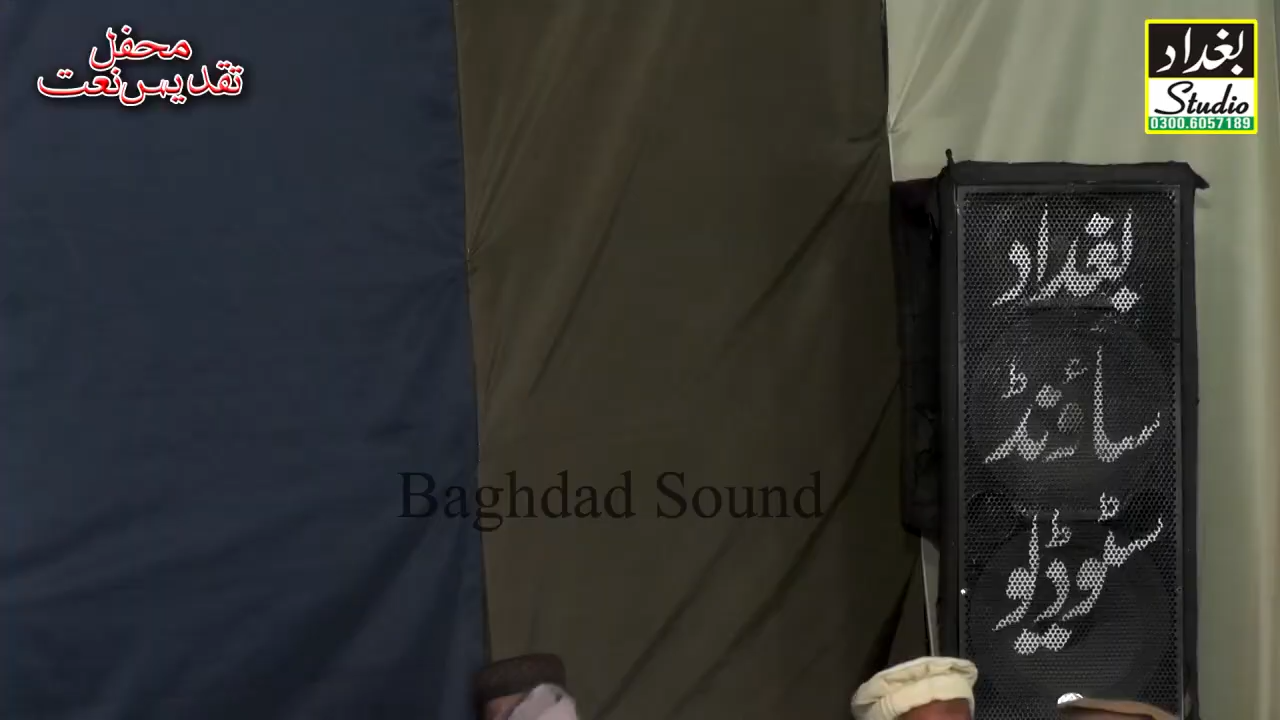 محفل
تقدیس نعت
بغداد
Studio
0300.6057189
بغداد
ساؤنڈ
سٹوڈیو
Baghdad Sound